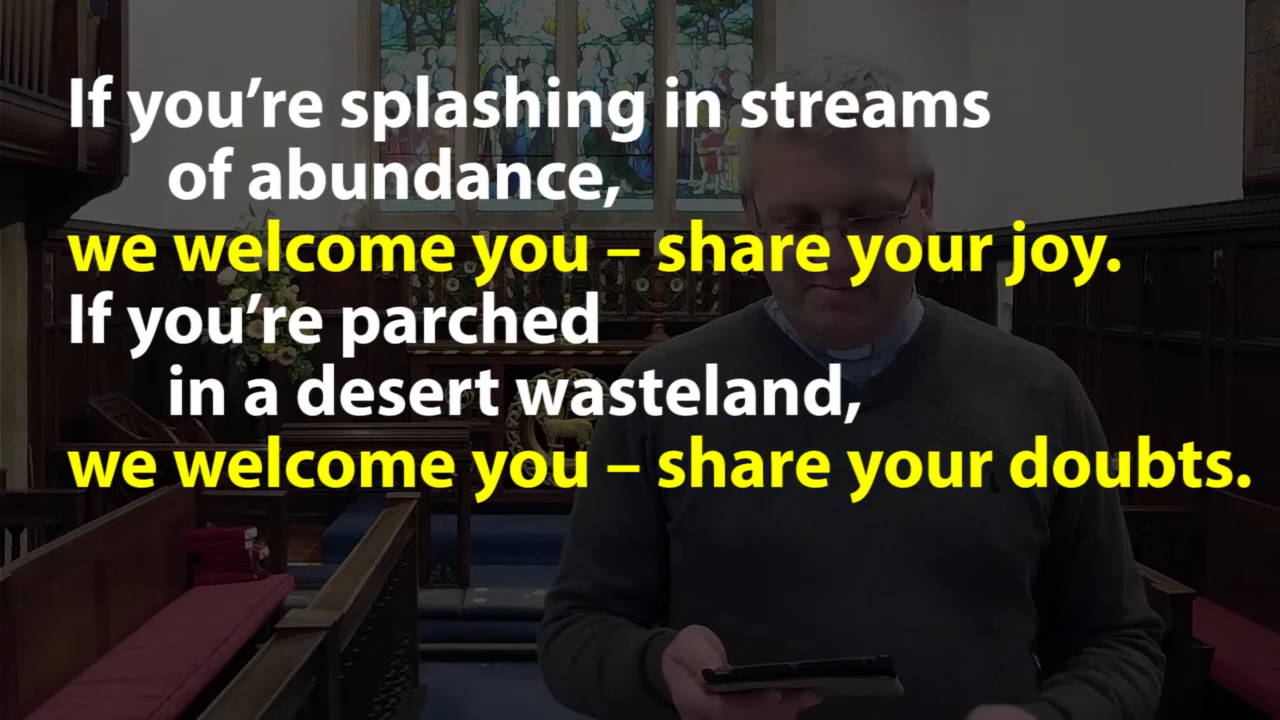 If you’re splashing in streams
of abundance,
we welcome you – share your joy.
If you’re parched
in a desert wasteland,
we welcome you – share your doubts.